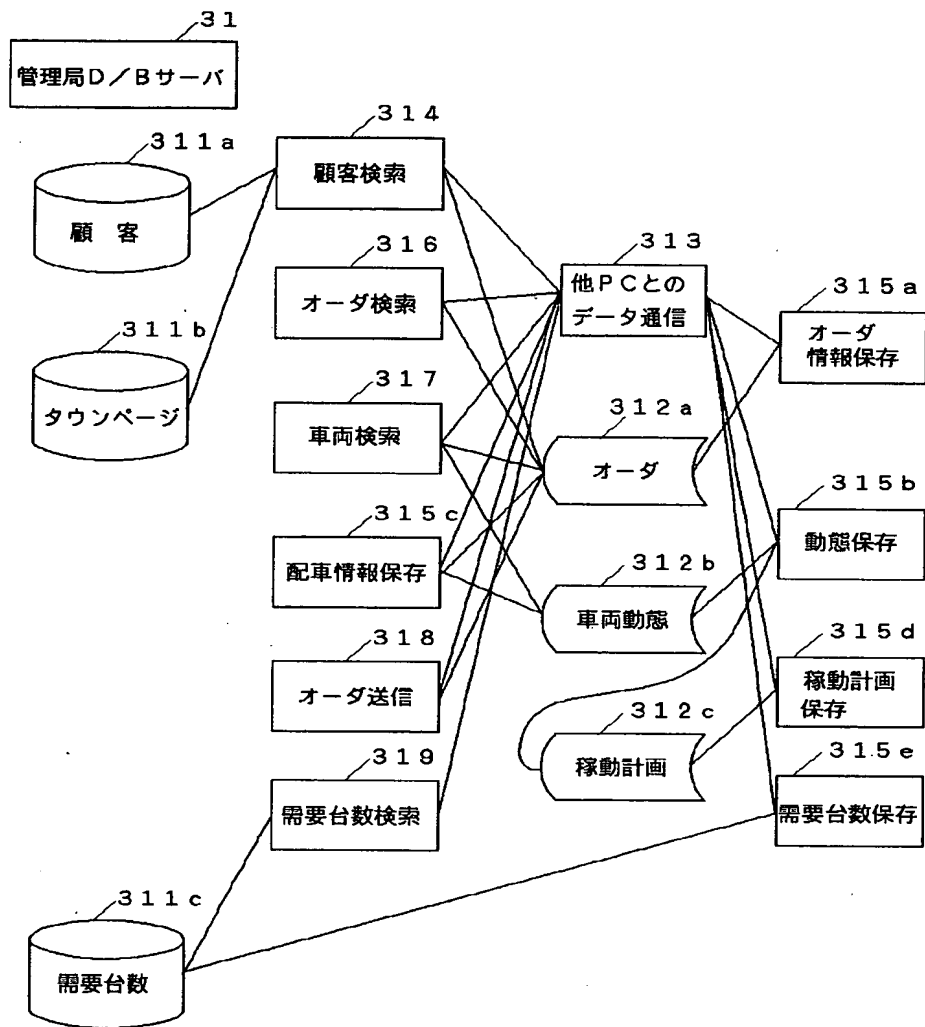 31
管理局D/Bサーバ
311a
顧 客
311b
タウンページ
314
顧客検索
316
オーダ検索
317
車両検索
315c
配車情報保存
318
オーダ送信
319
需要台数検索
311c
需要台数
313
他PCとの
データ通信
312a
オーダ
312b
車両動態
312c
稼動計画
315a
オーダ
情報保存
315b
動態保存
315d
稼動計画
保存
315e
需要台数保存